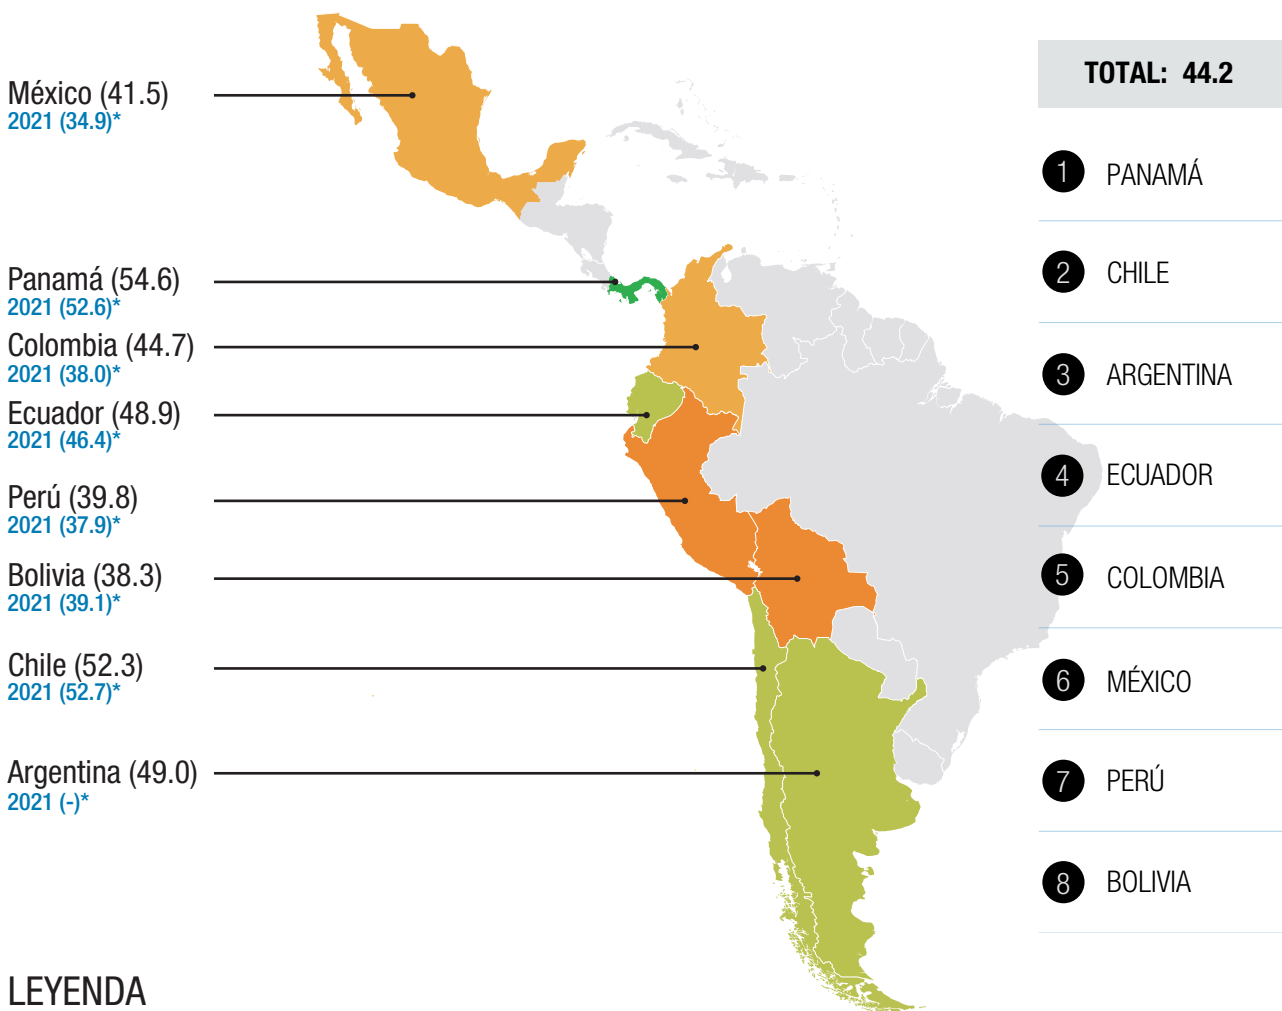 México (41.5)
2021 (34.9)*
Panamá (54.6)
2021 (52.6)*
Colombia (44.7)
2021 (38.0)*
Ecuador (48.9)
2021 (46.4)*
Perú (39.8)
2021 (37.9)*
Bolivia (38.3)
2021 (39.1)*
Chile (52.3)
2021 (52.7)*
Argentina (49.0)
2021 (-)*
LEYENDA
TOTAL: 44.2
1 PANAMÁ
2 CHILE
3 ARGENTINA
4 ECUADOR
5 COLOMBIA
6 MÉXICO
7 PERÚ
8 BOLIVIA